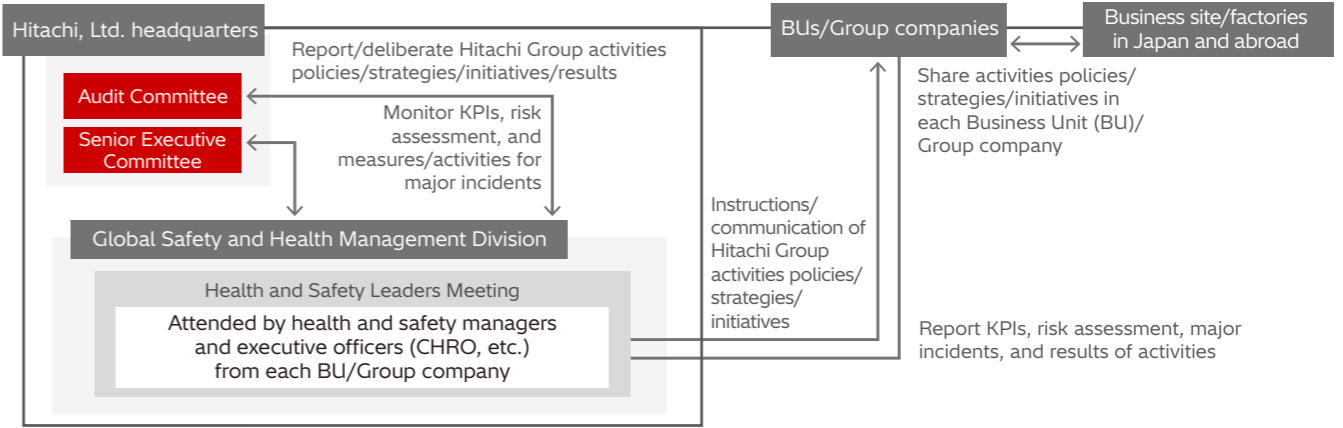 Hitachi, Ltd. headquarters
Report/deliberate Hitachi Group activities
policies/strategies/initiatives/results
Audit Committee
Senior Executive
Committee
Monitor KPIs, risk
assessment, and
measures/activities for
major incidents
Global Safety and Health Management Division
Health and Safety Leaders Meeting
Attended by health and safety managers
and executive officers (CHRO, etc.)
from each BU/Group company
Instructions/
communication of
Hitachi Group
activities policies/
strategies/
initiatives
BUs/Group companies
Business site/factories
in Japan and abroad
Share activities policies/
strategies/initiatives in
each Business Unit (BU)/
Group company
Report KPIs, risk assessment, major
incidents, and results of activities